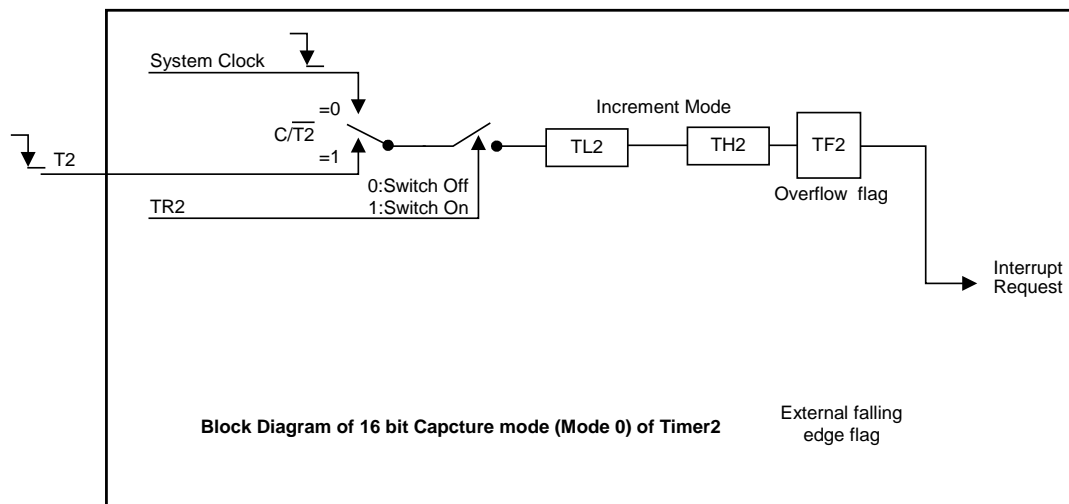 System Clock
=0
C/T2
=1
T2
TR2
0:Switch Off
1:Switch On
Increment Mode
TL2
TH2
TF2
Overflow flag
Interrupt
Request
Block Diagram of 16 bit Capcture mode (Mode 0) of Timer2
External falling
edge flag